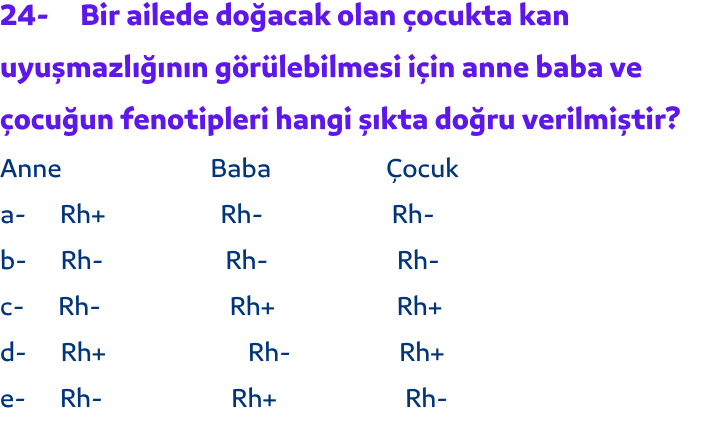 24- Bir ailede doğacak olan çocukta kan
uyuşmazlığının görülebilmesi için anne baba ve
çocuğun fenotipleri hangi şıkta doğru verilmiştir?
Anne Baba Çocuk
a- Rh+ Rh- Rh-
b- Rh- Rh- Rh-
c- Rh- Rh+ Rh+
d- Rh+ Rh- Rh+
e- Rh- Rh+ Rh-